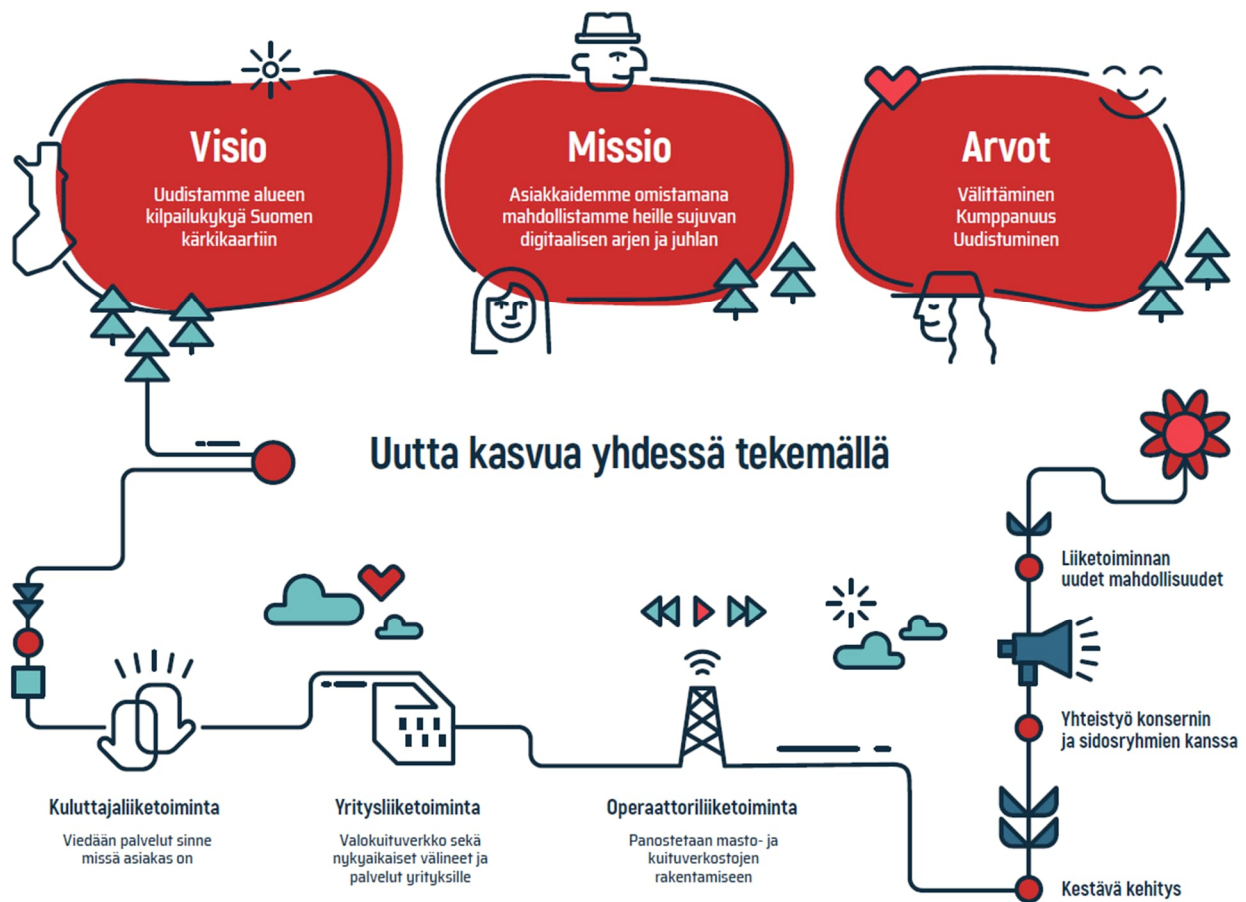 Visio
Uudistamme alueen
kilpailukykyä Suomen
kärkikaartiin
Missio
Asiakkaidemme omistamana
mahdollistamme heille sujuvan
digitaalisen arjen ja juhlan
Arvot
Välittäminen
Kumppanuus
Uudistuminen
Uutta kasvua yhdessä tekemällä
Liiketoiminnan
uudet mahdollisuudet
Yhteistyö konsernin
ja sidosryhmien kanssa
Kuluttajaliiketoiminta
Viedään palvelut sinne
missä asiakas on
Yritysliiketoiminta
Valokuituverkko sekä
nykyaikaiset välineet ja
palvelut yrityksille
Operaattoriliiketoiminta
Panostetaan masto- ja
kuituverkostojen
rakentamiseen
Kestävä kehitys